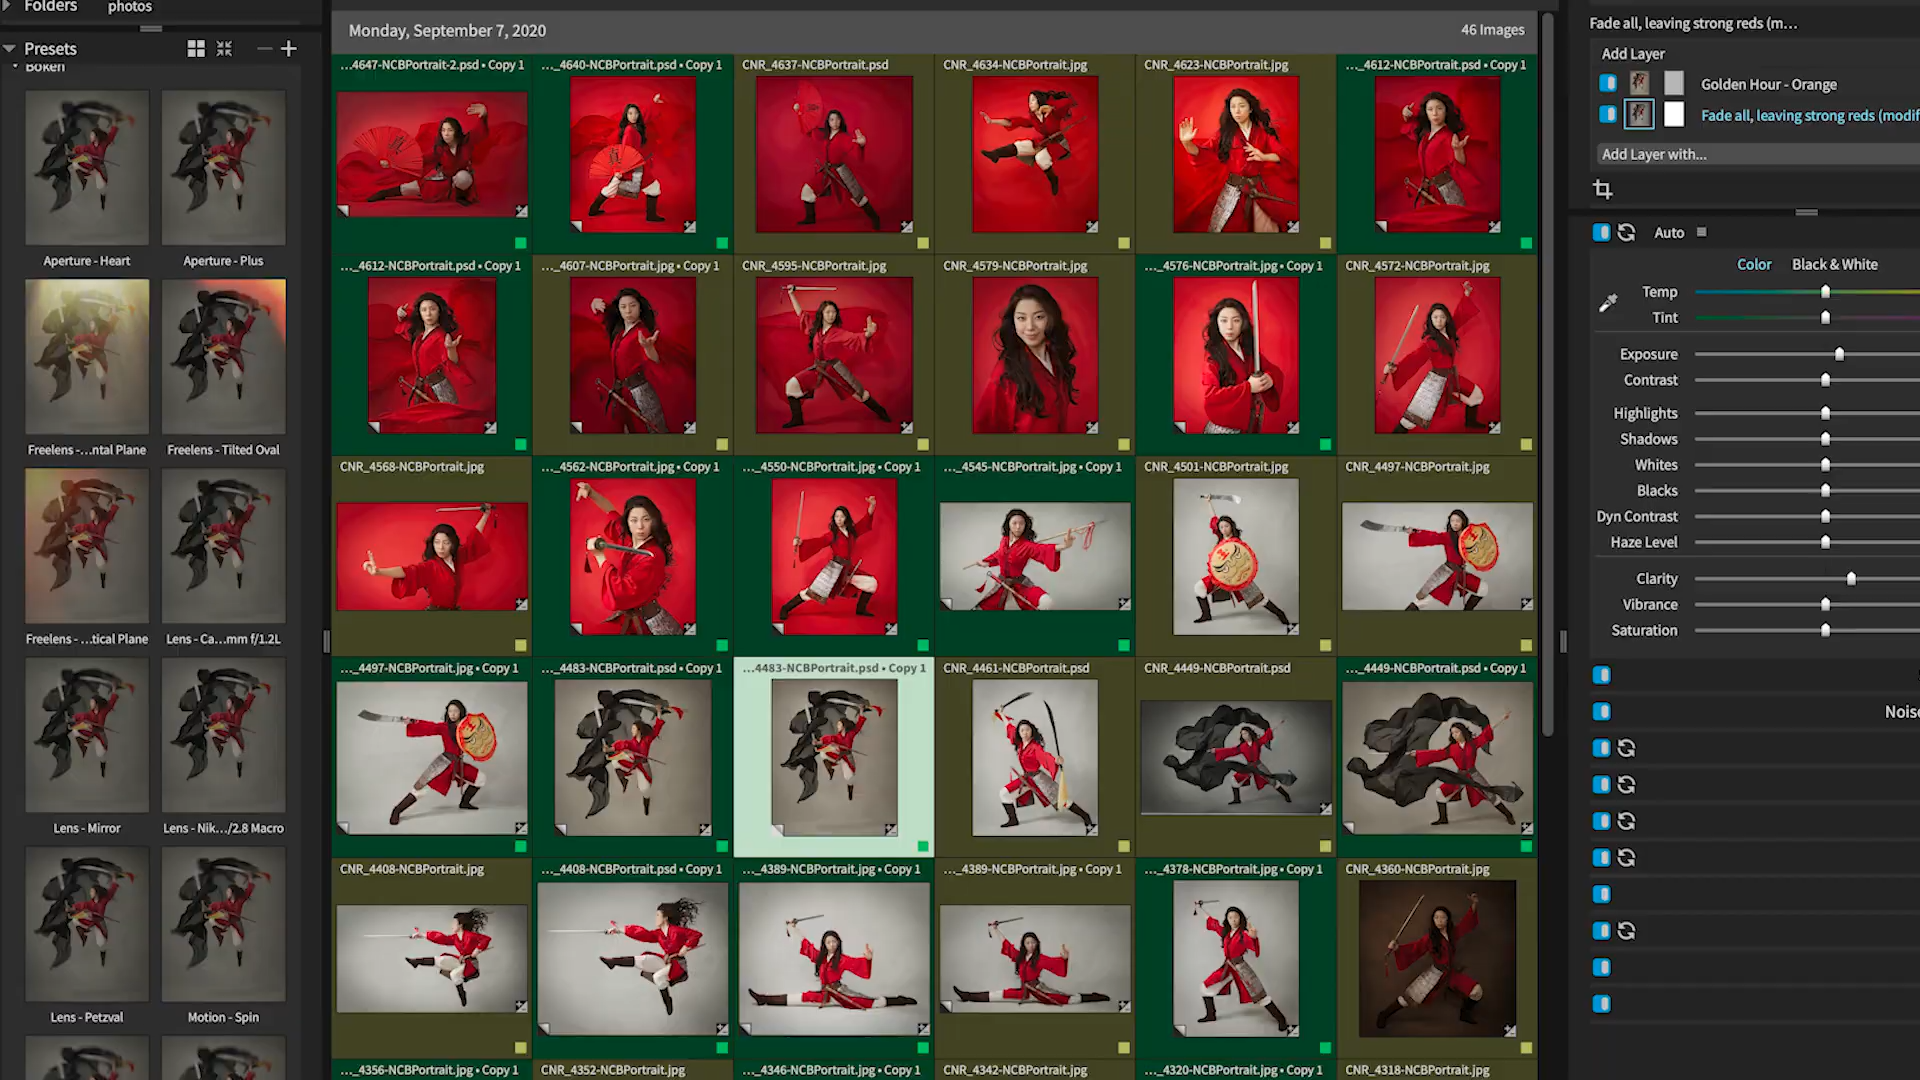 Folders
photos
Presets
Bokeh
Aperture - Heart
Aperture - Plus
Freelens - ...ntal Plane
Freelens - Tilted Oval
Freelens - ...tical Plane
Lens - Ca...mm f/1.2L
Lens - Mirror
Lens - Nik.../2.8 Macro
Lens - Petzval
Motion - Spin
Monday, September 7, 2020
46 Images
...4647-NCBPortrait-2.psd • Copy 1
..._4640-NCBPortrait.psd • Copy 1
CNR_4637-NCBPortrait.psd
CNR_4634-NCBPortrait.jpg
CNR_4623-NCBPortrait.jpg
..._4612-NCBPortrait.psd • Copy 1
..._4612-NCBPortrait.psd • Copy 1
..._4607-NCBPortrait.jpg • Copy 1
CNR_4595-NCBPortrait.jpg
CNR_4579-NCBPortrait.jpg
..._4576-NCBPortrait.jpg • Copy 1
CNR_4572-NCBPortrait.jpg
CNR_4568-NCBPortrait.jpg
..._4562-NCBPortrait.jpg • Copy 1
..._4550-NCBPortrait.jpg • Copy 1
..._4545-NCBPortrait.jpg • Copy 1
CNR_4501-NCBPortrait.jpg
CNR_4497-NCBPortrait.jpg
..._4497-NCBPortrait.jpg • Copy 1
..._4483-NCBPortrait.psd • Copy 1
..._4483-NCBPortrait.psd • Copy 1
CNR_4461-NCBPortrait.psd
CNR_4449-NCBPortrait.psd
..._4449-NCBPortrait.psd • Copy 1
CNR_4408-NCBPortrait.jpg
..._4408-NCBPortrait.psd • Copy 1
..._4389-NCBPortrait.jpg • Copy 1
..._4389-NCBPortrait.jpg • Copy 1
..._4378-NCBPortrait.jpg • Copy 1
CNR_4360-NCBPortrait.jpg
..._4356-NCBPortrait.jpg • Copy 1
CNR_4352-NCBPortrait.jpg
..._4346-NCBPortrait.jpg • Copy 1
CNR_4342-NCBPortrait.jpg
..._4320-NCBPortrait.jpg • Copy 1
CNR_4318-NCBPortrait.jpg
Fade all, leaving strong reds (m...
Add Layer
Golden Hour - Orange
Fade all, leaving strong reds (modif
Add Layer with...
Auto
Color
Black & White
Temp
Tint
Exposure
Contrast
Highlights
Shadows
Whites
Blacks
Dyn Contrast
Haze Level
Clarity
Vibrance
Saturation
Noise